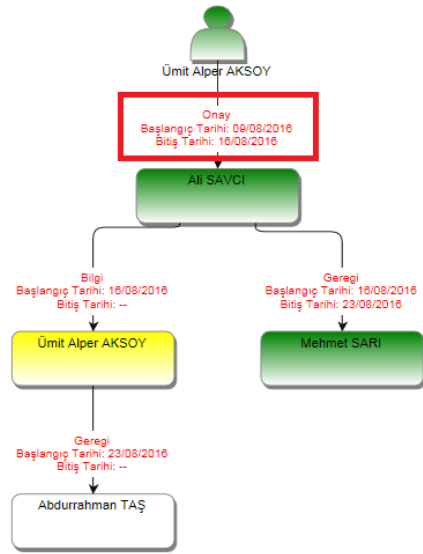 Ümit Alper AKSOY
Onay
Başlangıç Tarihi: 09/08/2016
Bitiş Tarihi: 16/08/2016
Ali SAVCI
Bilgi
Başlangıç Tarihi: 16/08/2016
Bitiş Tarihi: --
Geregi
Başlangıç Tarihi: 16/08/2016
Bitiş Tarihi: 23/08/2016
Ümit Alper AKSOY
Mehmet SARI
Geregi
Başlangıç Tarihi: 23/08/2016
Bitiş Tarihi: --
Abdurrahman TAŞ